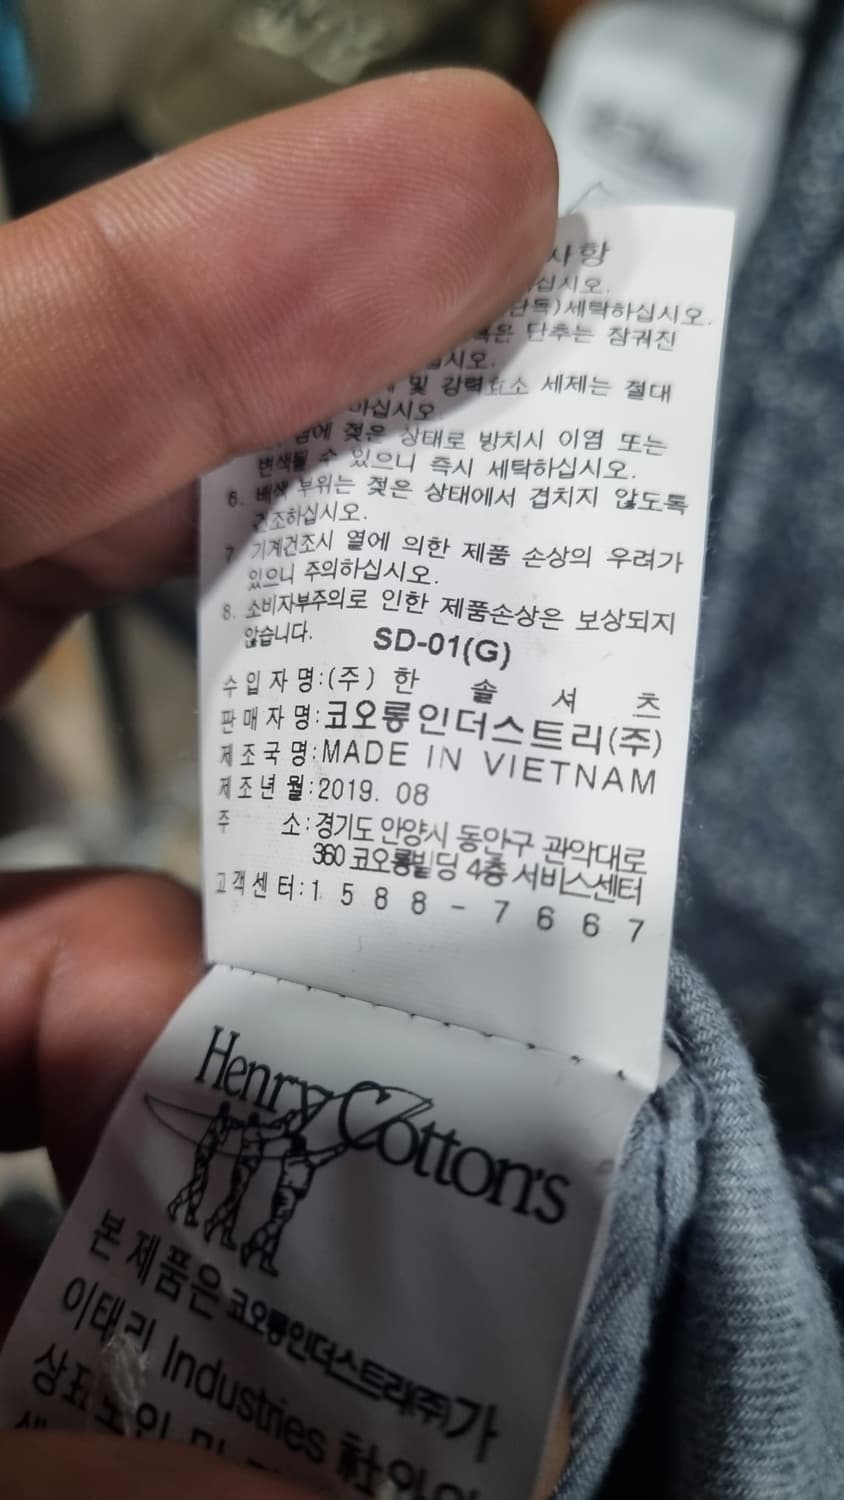 사항
십시오.
(단독)세탁하십시오.
혹은 단추는 잠궈진
십시오.
및 강력효소 세제는 절대
마십시오.
젖은 상태로 방치시 이염 또는
변색될 수 있으니 즉시 세탁하십시오.
6. 배색 부위는 젖은 상태에서 겹치지 않도록
건조하십시오.
7. 기계건조시 열에 의한 제품 손상의 우려가
있으니 주의하십시오.
8. 소비자부주의로 인한 제품손상은 보상되지
않습니다.
SD-01(G)
수입자명:(주)한솔셔츠
판매자명:코오롱인더스트리(주)
제조국명:MADE IN VIETNAM
제조년월:2019. 08
주 소:경기도 안양시 동안구 관악대로
360 코오롱빌딩 4층 서비스센터
고객센터:1588-7667
Henry Cotton's
본 제품은 코오롱인더스트리(주)가
이태리 Industries 社와의
상표
및